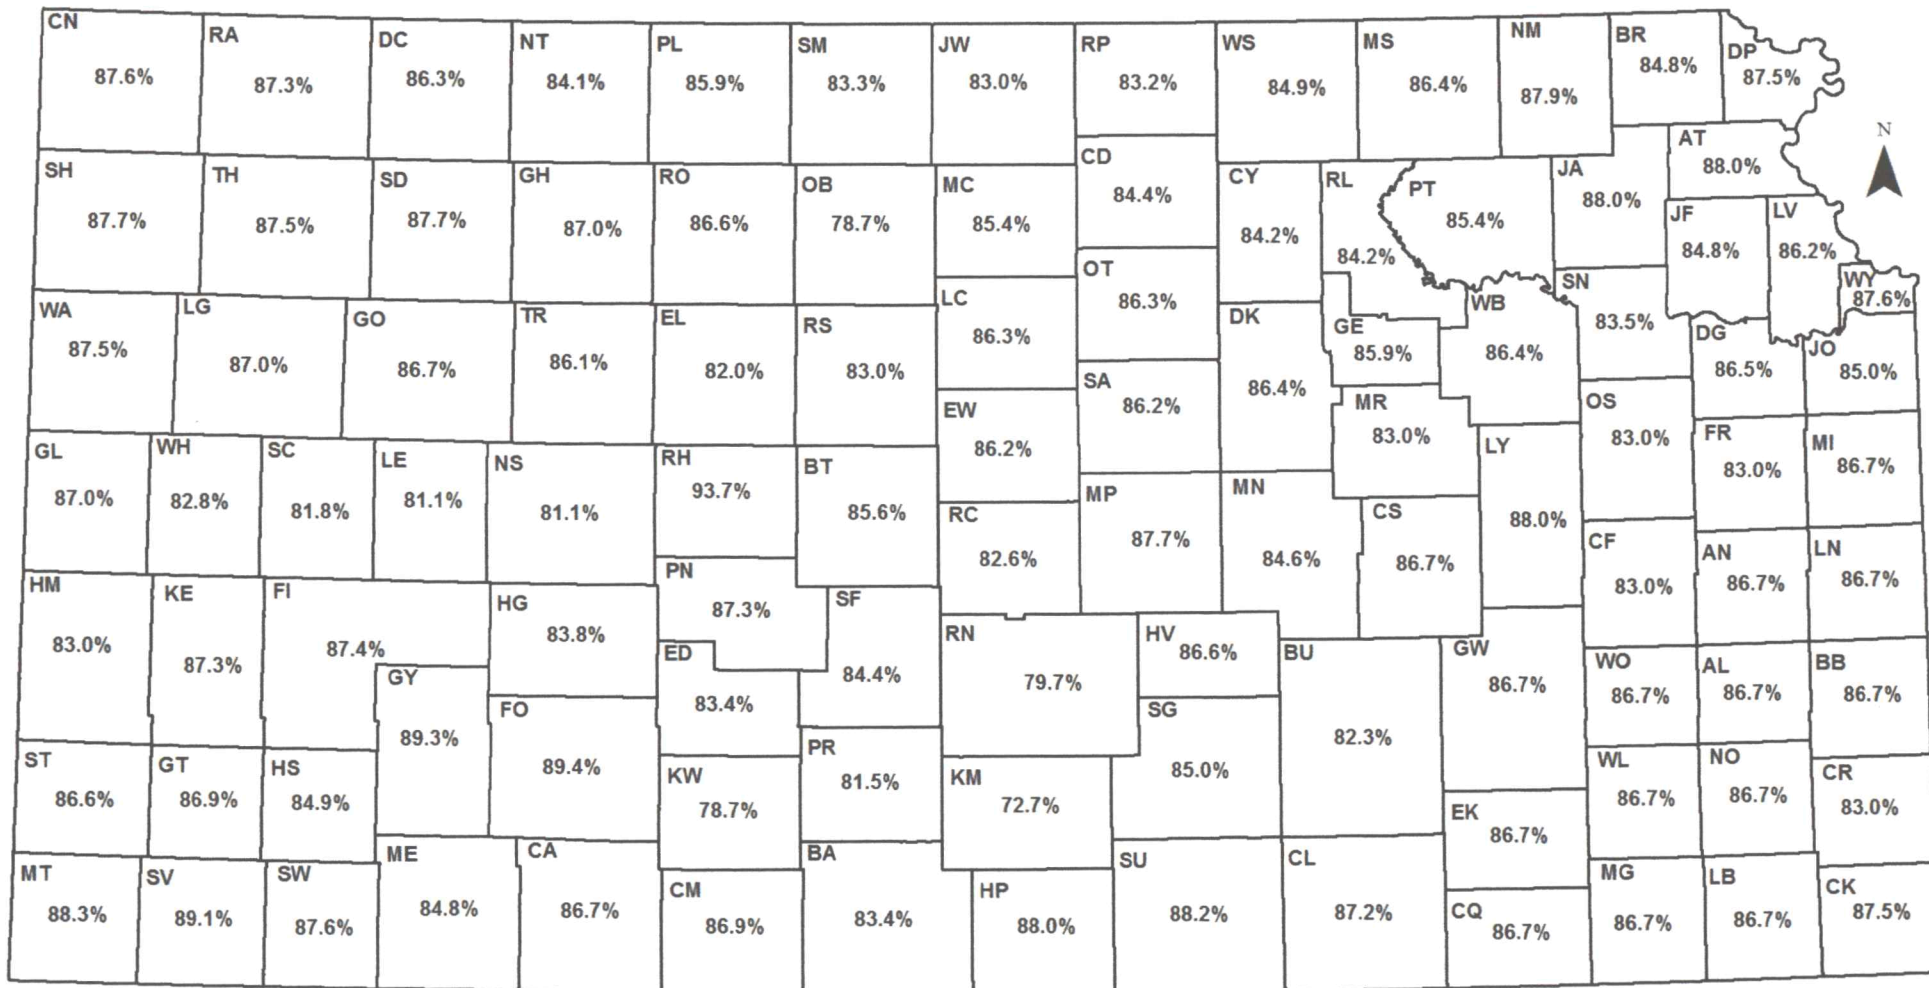 CN
87.6%
RA
87.3%
DC
86.3%
NT
84.1%
PL
85.9%
SM
83.3%
JW
83.0%
RP
83.2%
WS
84.9%
MS
86.4%
NM
87.9%
BR
84.8%
DP
87.5%
N
SH
87.7%
TH
87.5%
SD
87.7%
GH
87.0%
RO
86.6%
OB
78.7%
MC
85.4%
CD
84.4%
CY
84.2%
RL
84.2%
PT
85.4%
JA
88.0%
AT
88.0%
JF
84.8%
LV
86.2%
WY
87.6%
WA
87.5%
LG
87.0%
GO
86.7%
TR
86.1%
EL
82.0%
RS
83.0%
LC
86.3%
OT
86.3%
DK
86.4%
GE
85.9%
WB
86.4%
SN
83.5%
DG
86.5%
JO
85.0%
EW
86.2%
SA
86.2%
MR
83.0%
OS
83.0%
FR
83.0%
MI
86.7%
GL
87.0%
WH
82.8%
SC
81.8%
LE
81.1%
NS
81.1%
RH
93.7%
BT
85.6%
RC
82.6%
MP
87.7%
MN
84.6%
CS
86.7%
LY
88.0%
CF
83.0%
AN
86.7%
LN
86.7%
HM
83.0%
KE
87.3%
FI
87.4%
HG
83.8%
PN
87.3%
SF
84.4%
RN
79.7%
HV
86.6%
BU
82.3%
GW
86.7%
WO
86.7%
AL
86.7%
BB
86.7%
GY
89.3%
FO
89.4%
ED
83.4%
PR
81.5%
SG
85.0%
ST
86.6%
GT
86.9%
HS
84.9%
KW
78.7%
KM
72.7%
EK
86.7%
WL
86.7%
NO
86.7%
CR
83.0%
MT
88.3%
SV
89.1%
SW
87.6%
ME
84.8%
CA
86.7%
CM
86.9%
BA
83.4%
HP
88.0%
SU
88.2%
CL
87.2%
CQ
86.7%
MG
86.7%
LB
86.7%
CK
87.5%